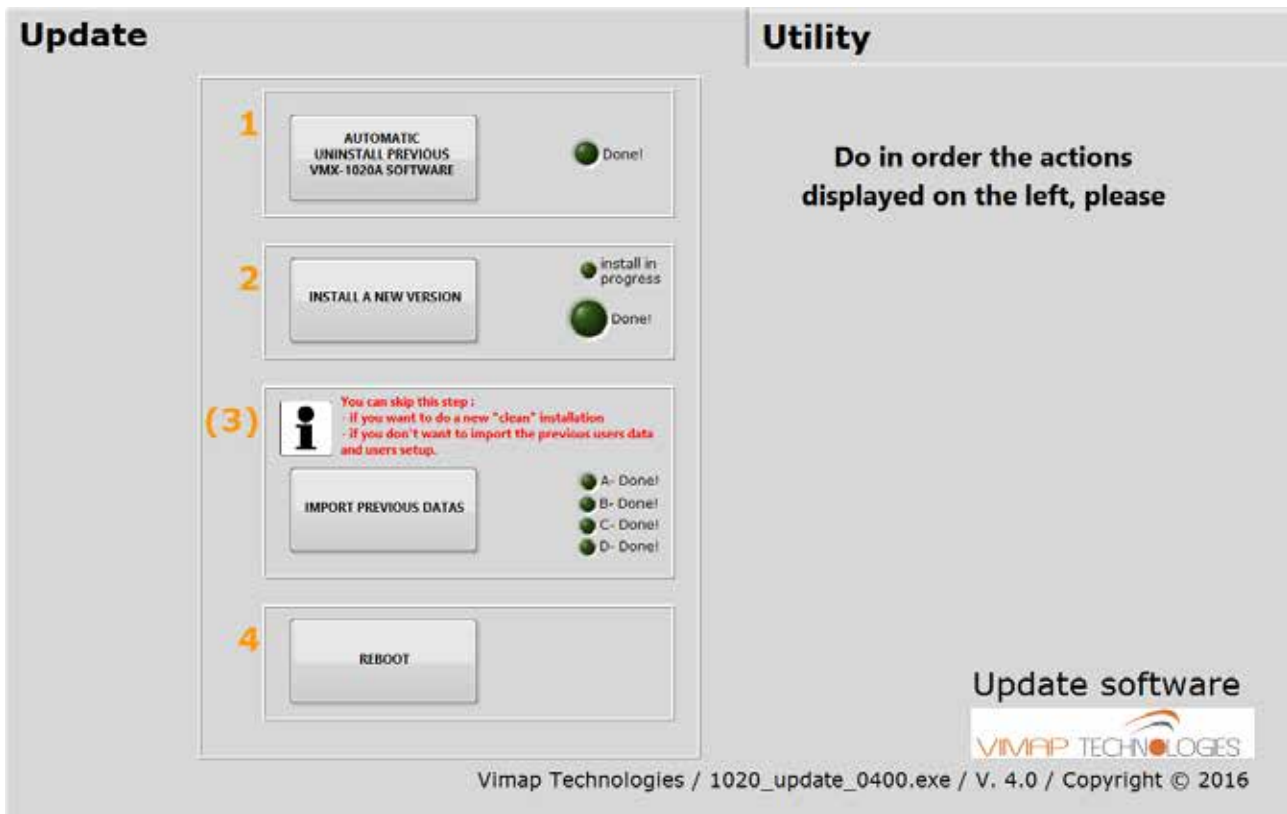 Update
Utility
1
AUTOMATIC
UNINSTALL PREVIOUS
VMX-1020A SOFTWARE
Done!
Do in order the actions
displayed on the left, please
2
INSTALL A NEW VERSION
install in
progress
Done!
(3)
i
You can skip this step :
- if you want to do a new "clean" installation
- if you don't want to import the previous users data
and users setup.
IMPORT PREVIOUS DATAS
A- Done!
B- Done!
C- Done!
D- Done!
4
REBOOT
Update software
VIMAP TECHNOLOGIES
Vimap Technologies / 1020_update_0400.exe / V. 4.0 / Copyright © 2016